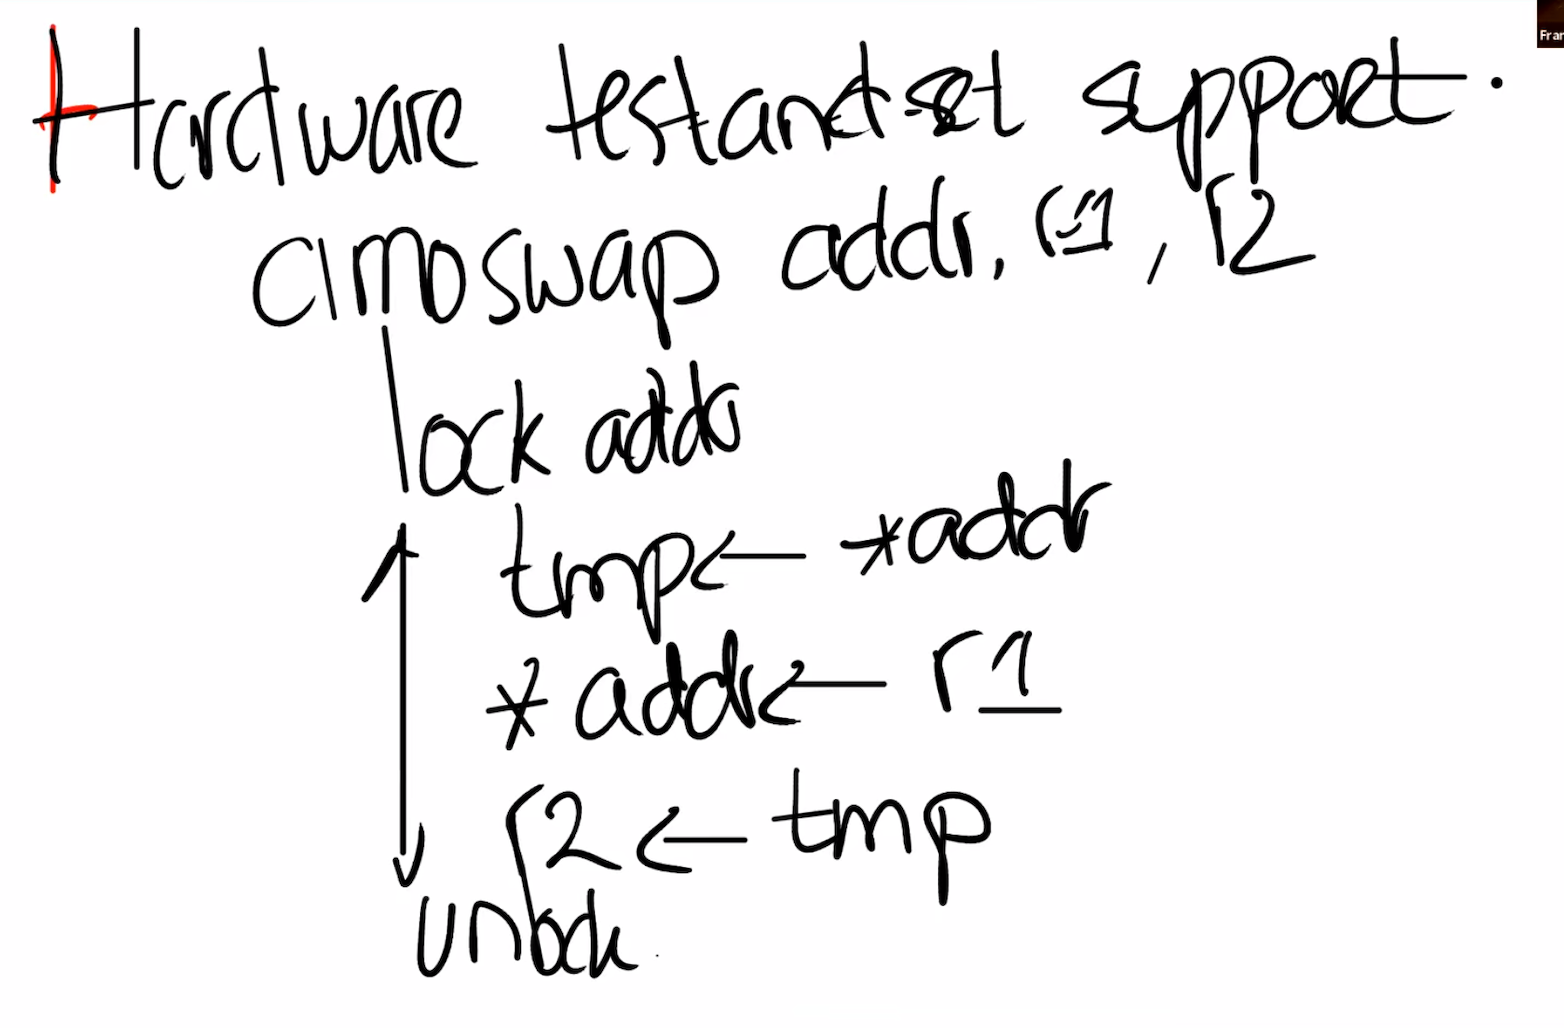 Hardware testandset support.
amoswap addr, r1, r2
lock addr
tmp ← *addr
*addr ← r1
r2 ← tmp
unlock.
Fran